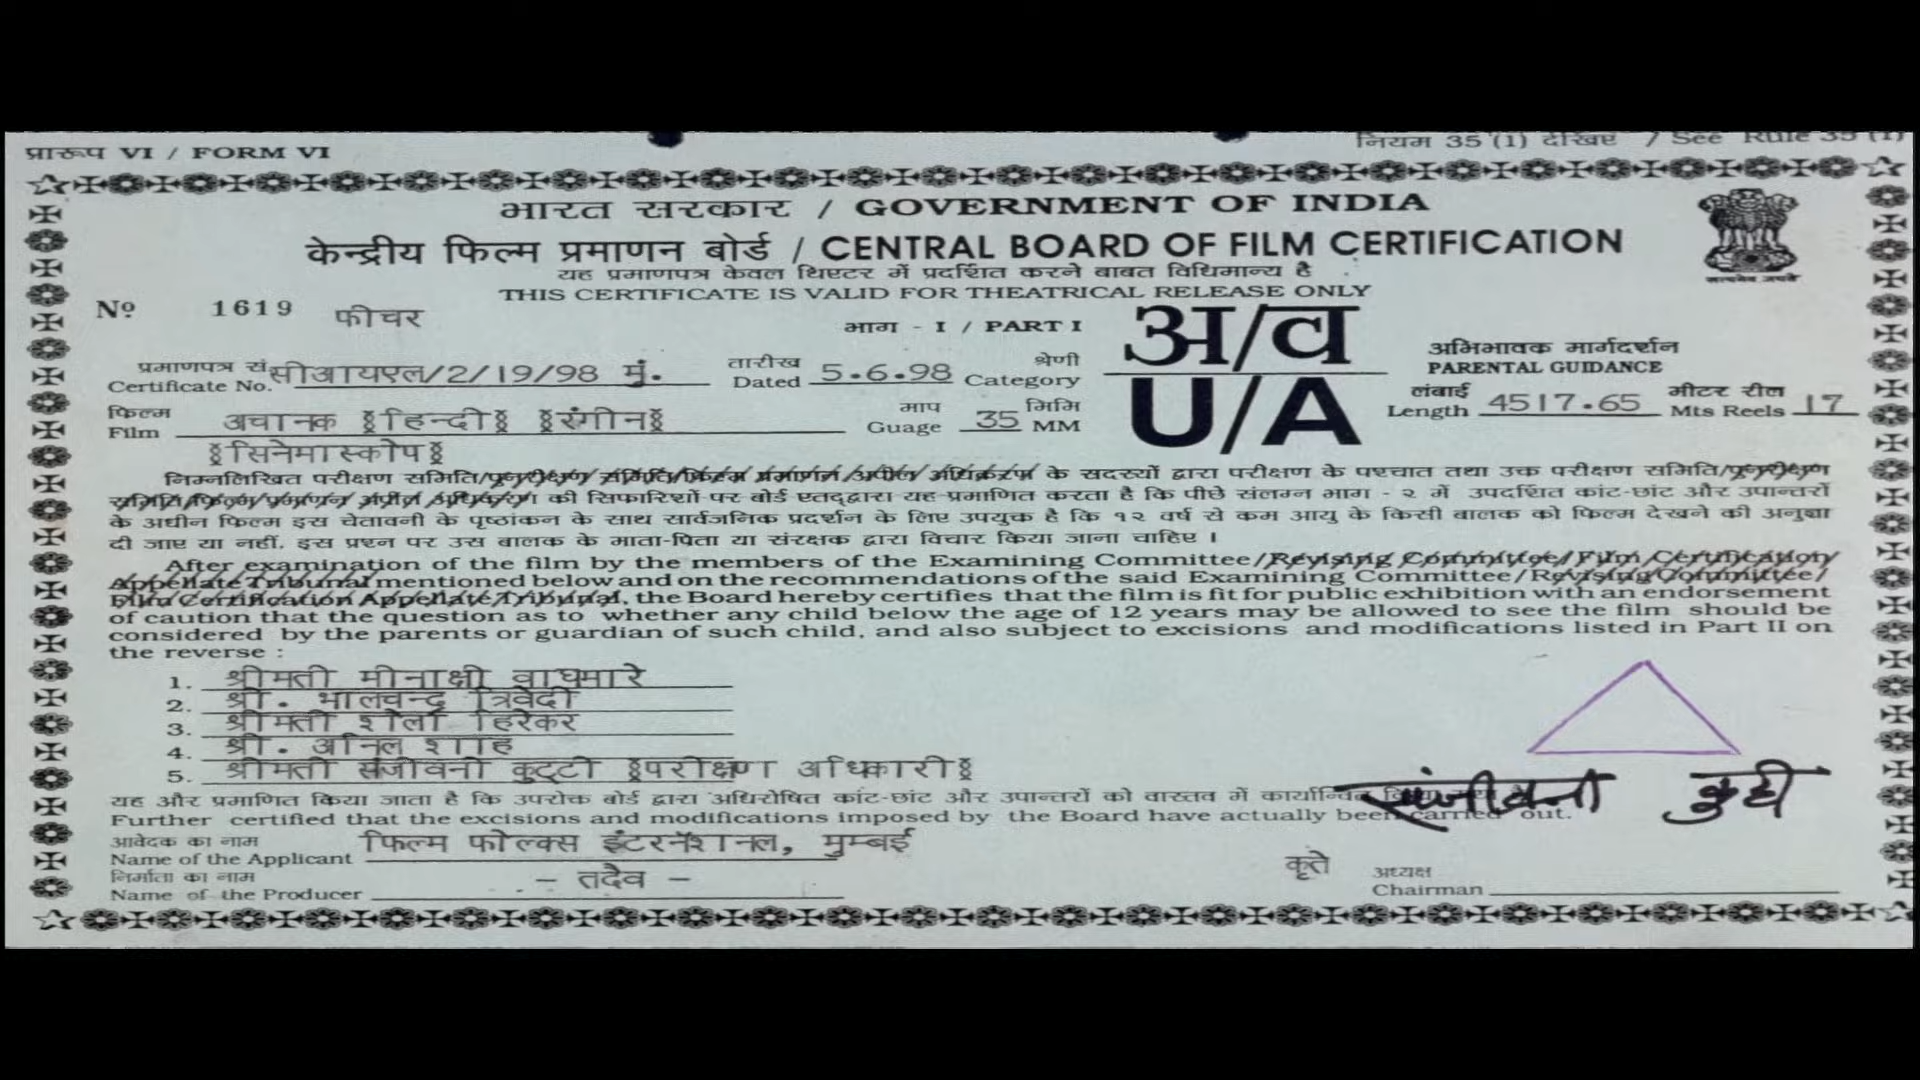 प्रारूप VI / FORM VI
नियम 35 (1) देखिए / See Rule 35 (1)
भारत सरकार / GOVERNMENT OF INDIA
केन्द्रीय फिल्म प्रमाणन बोर्ड / CENTRAL BOARD OF FILM CERTIFICATION
यह प्रमाणपत्र केवल थिएटर में प्रदर्शित करने बाबत विधिमान्य है
THIS CERTIFICATE IS VALID FOR THEATRICAL RELEASE ONLY
सत्यमेव जयते
Nº 1619 फीचर
भाग - I / PART I
अ/व
U/A
अभिभावक मार्गदर्शन
PARENTAL GUIDANCE
प्रमाणपत्र सं सीआयएल/2/19/98 मुं. तारीख 5.6.98 श्रेणी
Certificate No. Dated Category
लंबाई 4517.65 मीटर रील 17
Length Mts Reels
फिल्म अचानक (हिन्दी) (रंगीन) माप 35 मिमि
Film Guage MM
(सिनेमास्कोप)
निम्नलिखित परीक्षण समिति/पुनरीक्षण समिति/फिल्म प्रमाणन अपील अधिकरण के सदस्यों द्वारा परीक्षण के पश्चात तथा उक्त परीक्षण समिति/पुनरीक्षण
समिति/फिल्म प्रमाणन अपील अधिकरण की सिफारिशों पर बोर्ड एतद्द्वारा यह प्रमाणित करता है कि पीछे संलग्न भाग - २ में उपदर्शित कांट-छांट और उपान्तरों
के अधीन फिल्म इस चेतावनी के पृष्ठांकन के साथ सार्वजनिक प्रदर्शन के लिए उपयुक्त है कि १२ वर्ष से कम आयु के किसी बालक को फिल्म देखने की अनुज्ञा
दी जाए या नहीं. इस प्रश्न पर उस बालक के माता-पिता या संरक्षक द्वारा विचार किया जाना चाहिए ।
After examination of the film by the members of the Examining Committee/Revising Committee/Film Certification
Appellate Tribunal mentioned below and on the recommendations of the said Examining Committee/Revising Committee/
Film Certification Appellate Tribunal, the Board hereby certifies that the film is fit for public exhibition with an endorsement
of caution that the question as to whether any child below the age of 12 years may be allowed to see the film should be
considered by the parents or guardian of such child, and also subject to excisions and modifications listed in Part II on
the reverse :
1. श्रीमती मीनाक्षी वाघमारे
2. श्री. भालचन्द्र त्रिवेदी
3. श्रीमती शैला हिरेकर
4. श्री. अनिल शाह
5. श्रीमती संजीवनी कुट्टी (परीक्षण अधिकारी)
संजीवनी कुट्टी
यह और प्रमाणित किया जाता है कि उपरोक्त बोर्ड द्वारा अधिरोपित कांट-छांट और उपान्तरों को वास्तव में कार्यान्वित
Further certified that the excisions and modifications imposed by the Board have actually been carried out.
आवेदक का नाम फिल्म फोल्क्स इंटरनॅशनल, मुम्बई
Name of the Applicant
निर्माता का नाम - तदैव -
Name of the Producer
कृते अध्यक्ष
Chairman